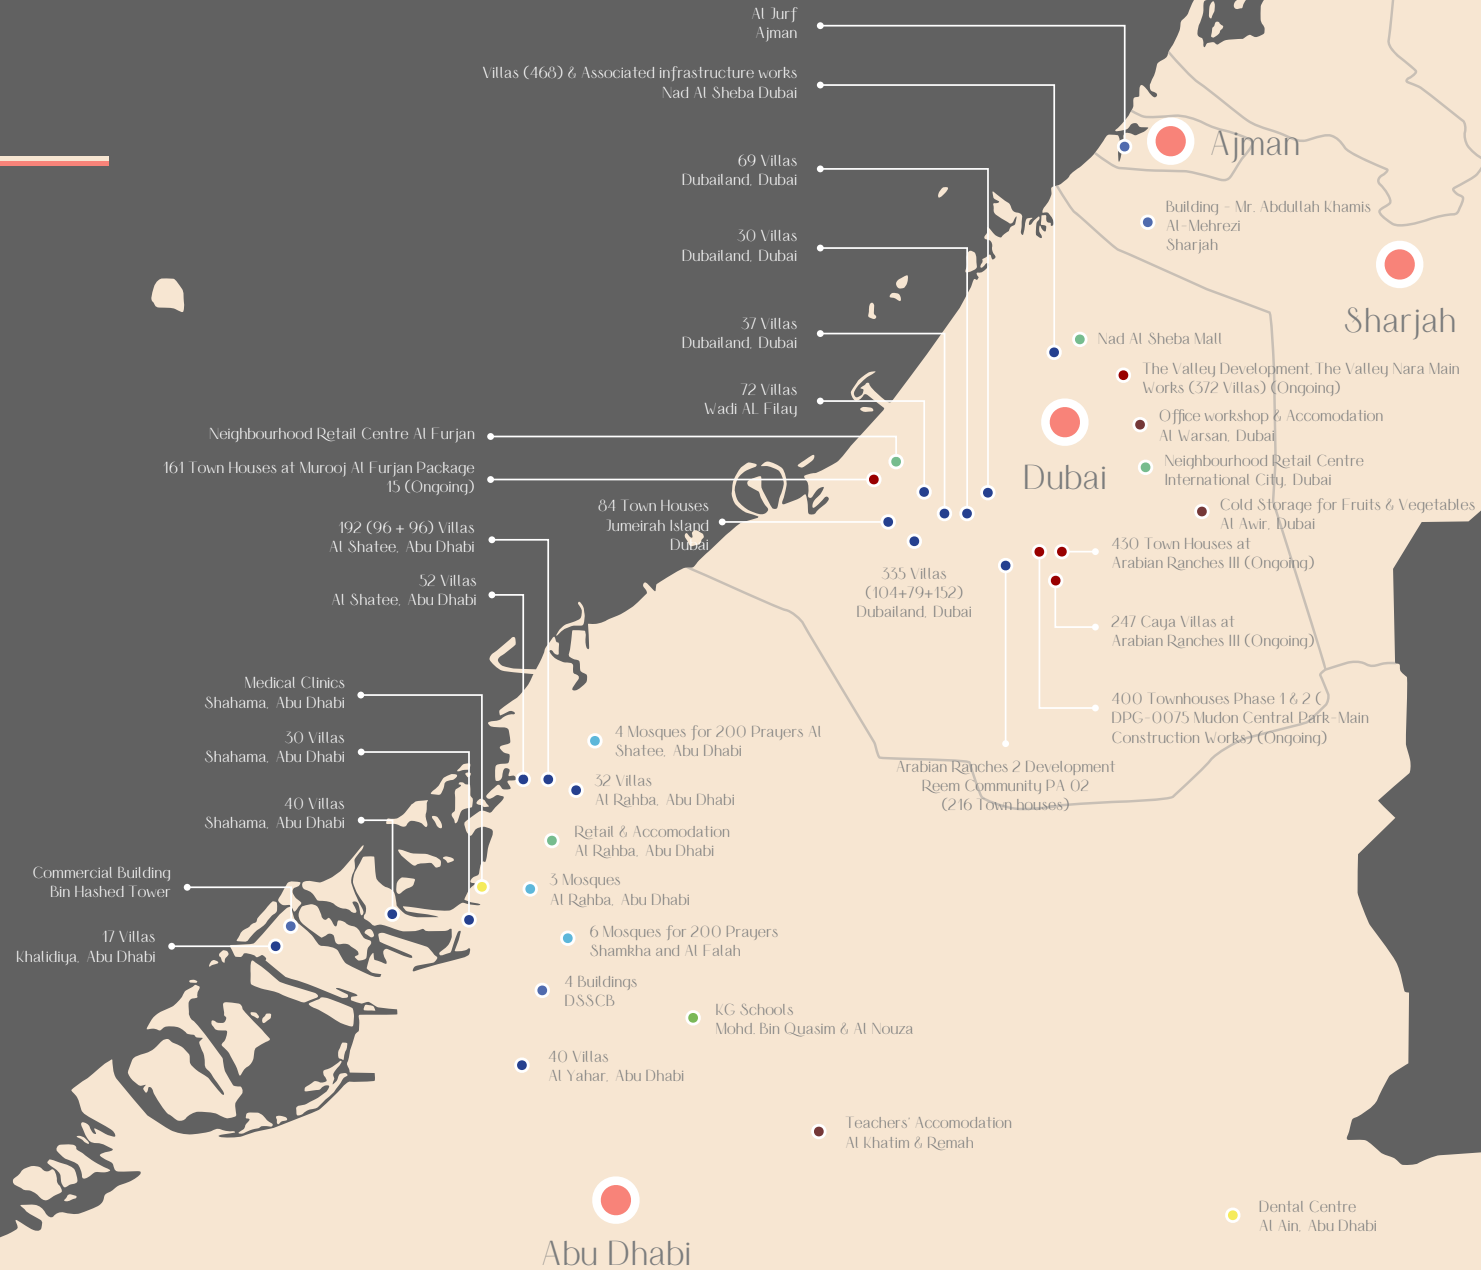 Al Jurf
Ajman
Villas (468) & Associated infrastructure works
Nad Al Sheba Dubai
69 Villas
Dubailand, Dubai
30 Villas
Dubailand, Dubai
37 Villas
Dubailand, Dubai
72 Villas
Wadi AL Filay
Neighbourhood Retail Centre Al Furjan
161 Town Houses at Murooj Al Furjan Package
15 (Ongoing)
84 Town Houses
Jumeirah Island
Dubai
192 (96 + 96) Villas
Al Shatee, Abu Dhabi
52 Villas
Al Shatee, Abu Dhabi
Medical Clinics
Shahama, Abu Dhabi
30 Villas
Shahama, Abu Dhabi
40 Villas
Shahama, Abu Dhabi
Commercial Building
Bin Hashed Tower
17 Villas
Khalidiya, Abu Dhabi
Ajman
Building - Mr. Abdullah Khamis
Al-Mehrezi
Sharjah
Sharjah
Nad Al Sheba Mall
The Valley Development, The Valley Nara Main
Works (372 Villas) (Ongoing)
Office workshop & Accomodation
Al Warsan, Dubai
Dubai
Neighbourhood Retail Centre
International City, Dubai
Cold Storage for Fruits & Vegetables
Al Awir, Dubai
430 Town Houses at
Arabian Ranches III (Ongoing)
335 Villas
(104+79+152)
Dubailand, Dubai
247 Caya Villas at
Arabian Ranches III (Ongoing)
400 Townhouses Phase 1 & 2 (
DPG-0075 Mudon Central Park-Main
Construction Works) (Ongoing)
Arabian Ranches 2 Development
Reem Community PA 02
(216 Town houses)
4 Mosques for 200 Prayers Al
Shatee, Abu Dhabi
32 Villas
Al Rahba, Abu Dhabi
Retail & Accomodation
Al Rahba, Abu Dhabi
3 Mosques
Al Rahba, Abu Dhabi
6 Mosques for 200 Prayers
Shamkha and Al Falah
4 Buildings
DSSCB
KG Schools
Mohd. Bin Quasim & Al Nouza
40 Villas
Al Yahar, Abu Dhabi
Teachers' Accomodation
Al Khatim & Remah
Abu Dhabi
Dental Centre
Al Ain, Abu Dhabi